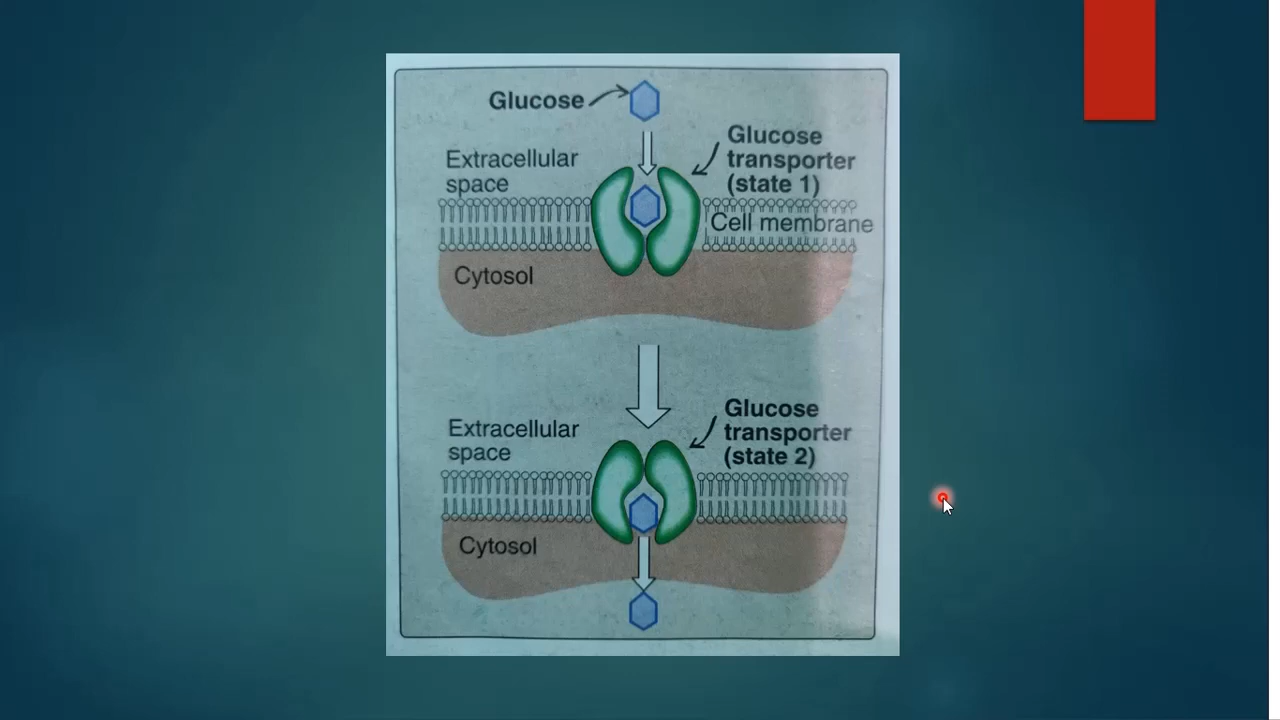 Glucose
Glucose
transporter
(state 1)
Extracellular
space
Cell membrane
Cytosol
Glucose
transporter
(state 2)
Extracellular
space
Cytosol